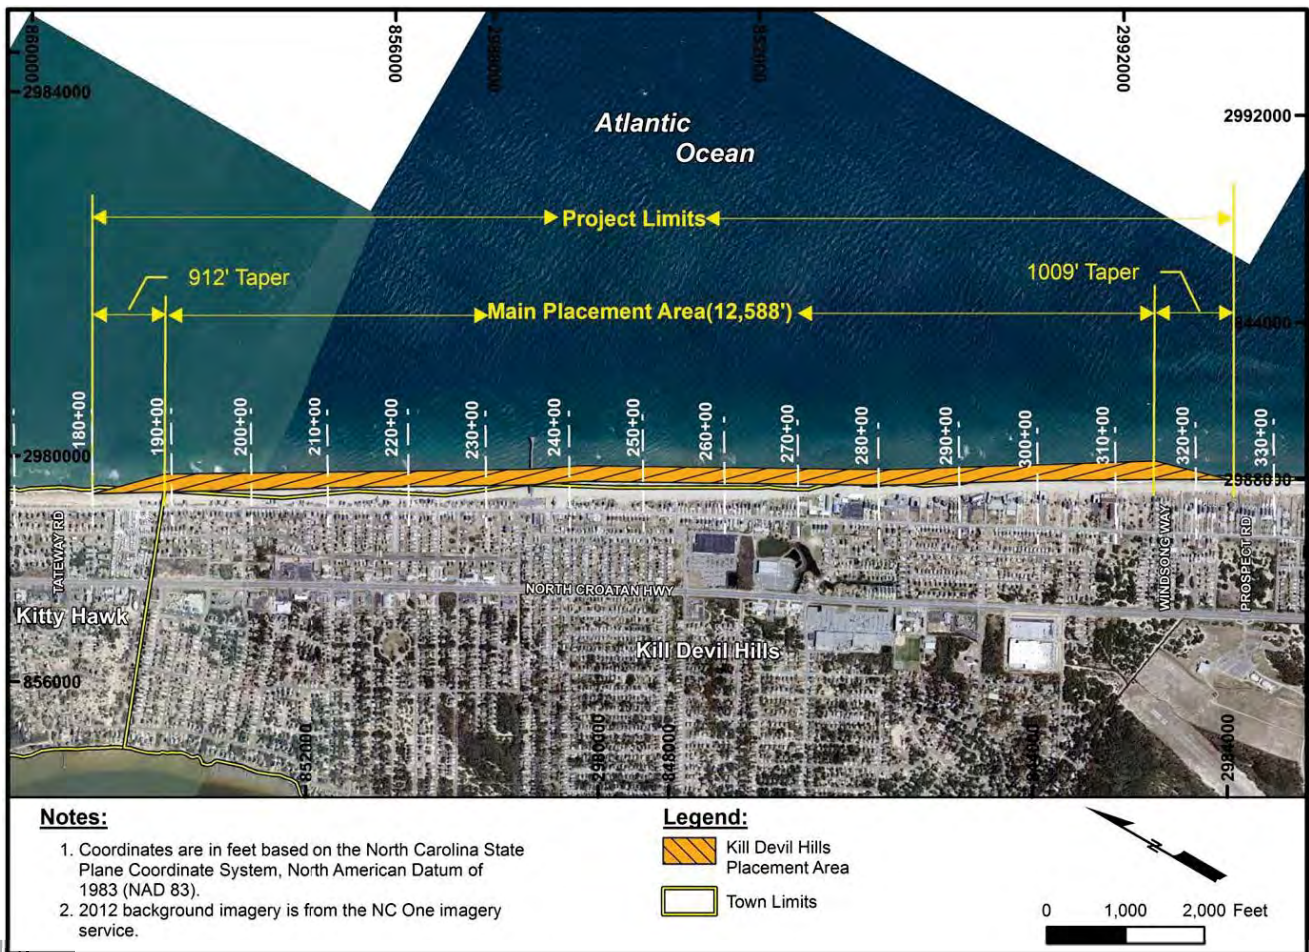 860000
856000
2988000
852000
2992000
2984000
2992000
Atlantic
Ocean
Project Limits
912' Taper
1009' Taper
Main Placement Area(12,588')
844000
180+00
190+00
200+00
210+00
220+00
230+00
240+00
250+00
260+00
270+00
280+00
290+00
300+00
310+00
320+00
330+00
2980000
2988000
TATEWAY RD
WINDSONG WAY
PROSPECT RD
NORTH CROATAN HWY
Kitty Hawk
Kill Devil Hills
856000
852000
2980000
848000
2984000
Notes:
1. Coordinates are in feet based on the North Carolina State
Plane Coordinate System, North American Datum of
1983 (NAD 83).
2. 2012 background imagery is from the NC One imagery
service.
Legend:
Kill Devil Hills
Placement Area
Town Limits
N
0 1,000 2,000 Feet